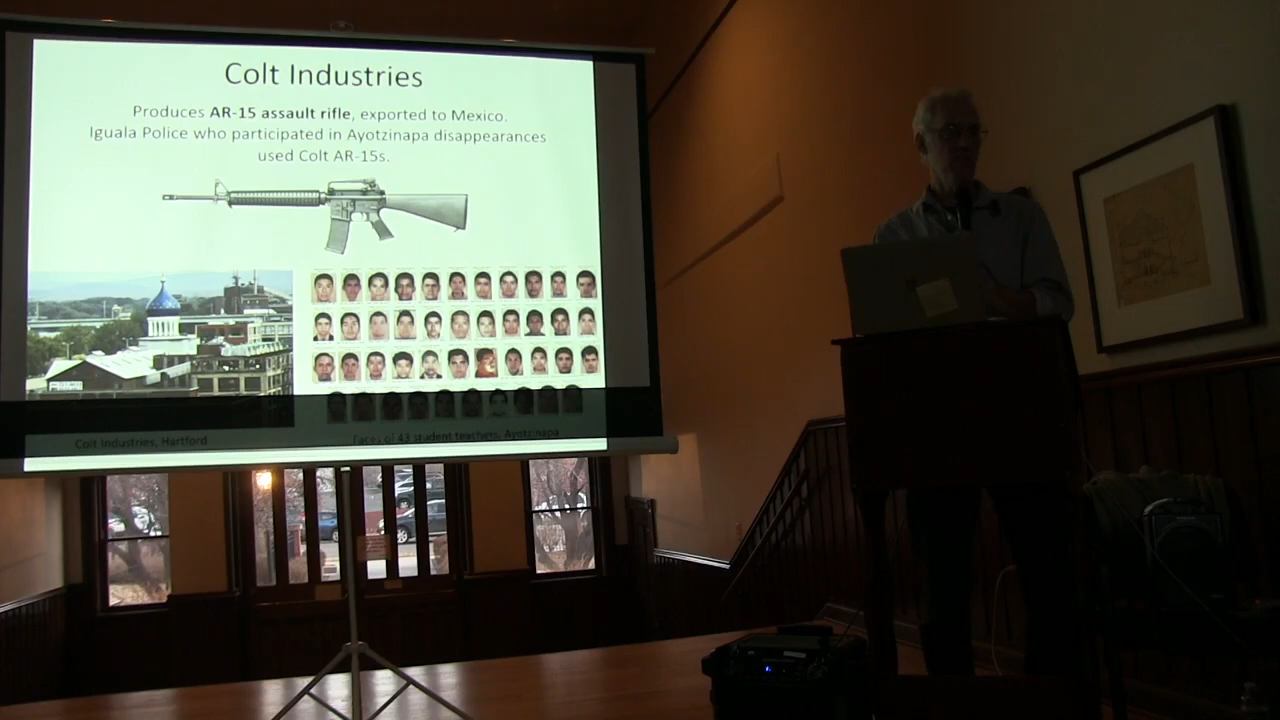 Colt Industries
Produces AR-15 assault rifle, exported to Mexico.
Iguala Police who participated in Ayotzinapa disappearances
used Colt AR-15s.
Colt Industries, Hartford
Faces of 43 student teachers, Ayotzinapa